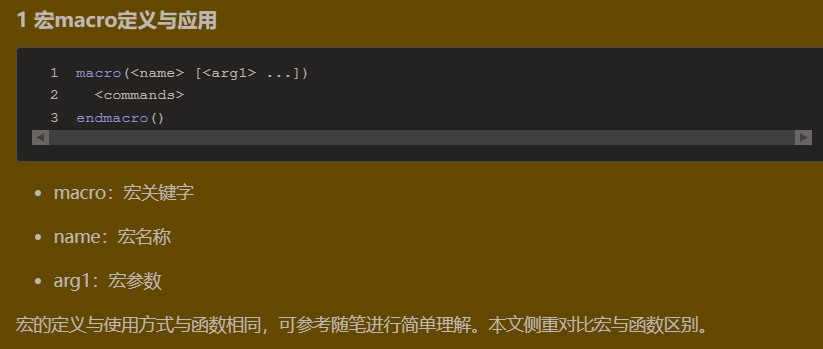 1 宏macro定义与应用
1 macro(<name> [<arg1> ...])
2   <commands>
3 endmacro()
• macro：宏关键字
• name：宏名称
• arg1：宏参数
宏的定义与使用方式与函数相同，可参考随笔进行简单理解。本文侧重对比宏与函数区别。